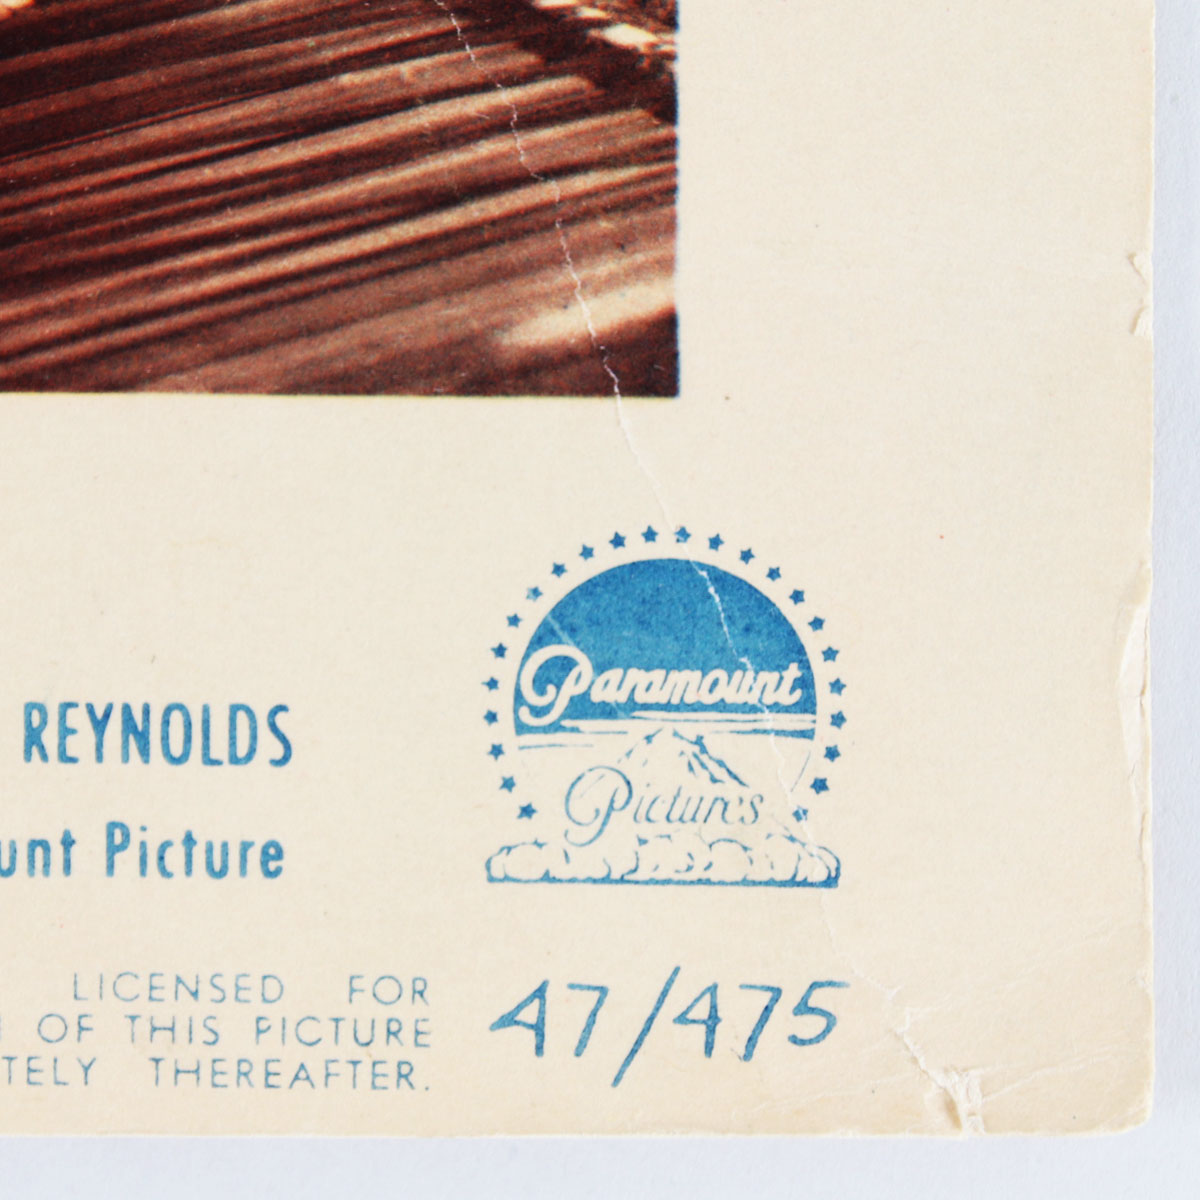 REYNOLDS
unt Picture
Paramount
Pictures
LICENSED FOR
OF THIS PICTURE
TELY THEREAFTER.
47/475